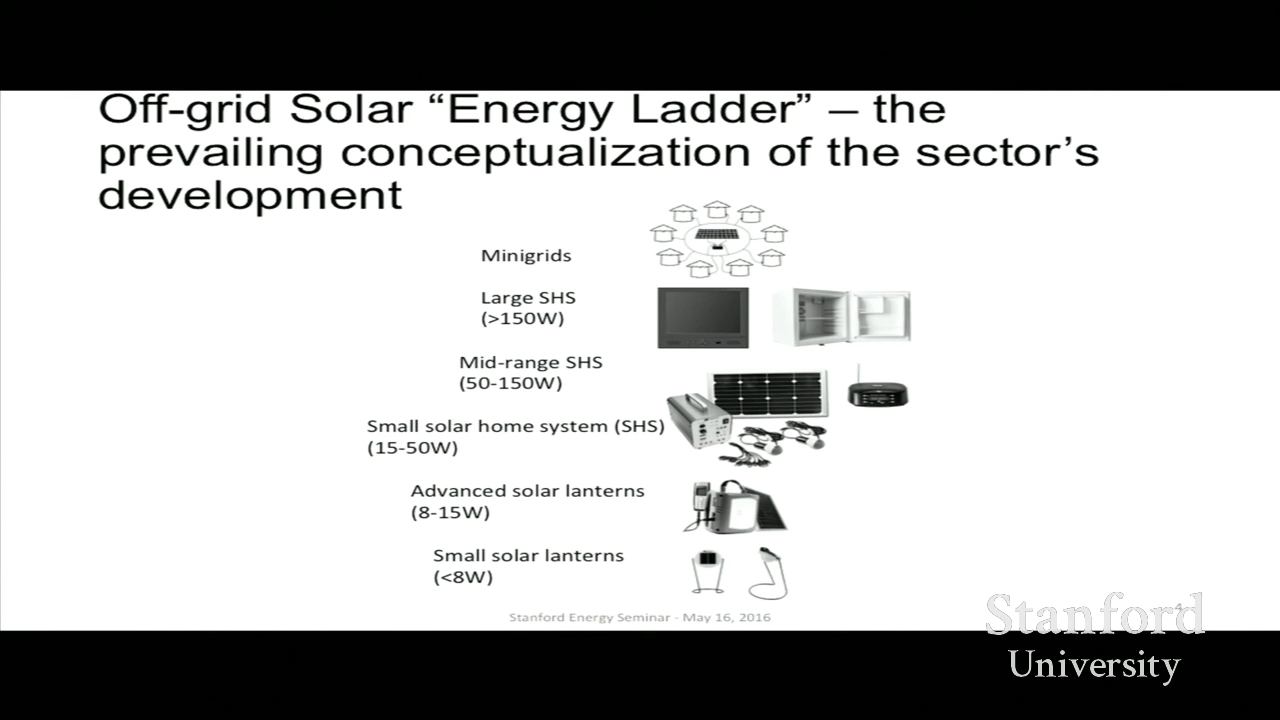 Off-grid Solar “Energy Ladder” – the
prevailing conceptualization of the sector’s
development
Minigrids
Large SHS
(>150W)
Mid-range SHS
(50-150W)
Small solar home system (SHS)
(15-50W)
Advanced solar lanterns
(8-15W)
Small solar lanterns
(<8W)
Stanford Energy Seminar - May 16, 2016
4
Stanford
University